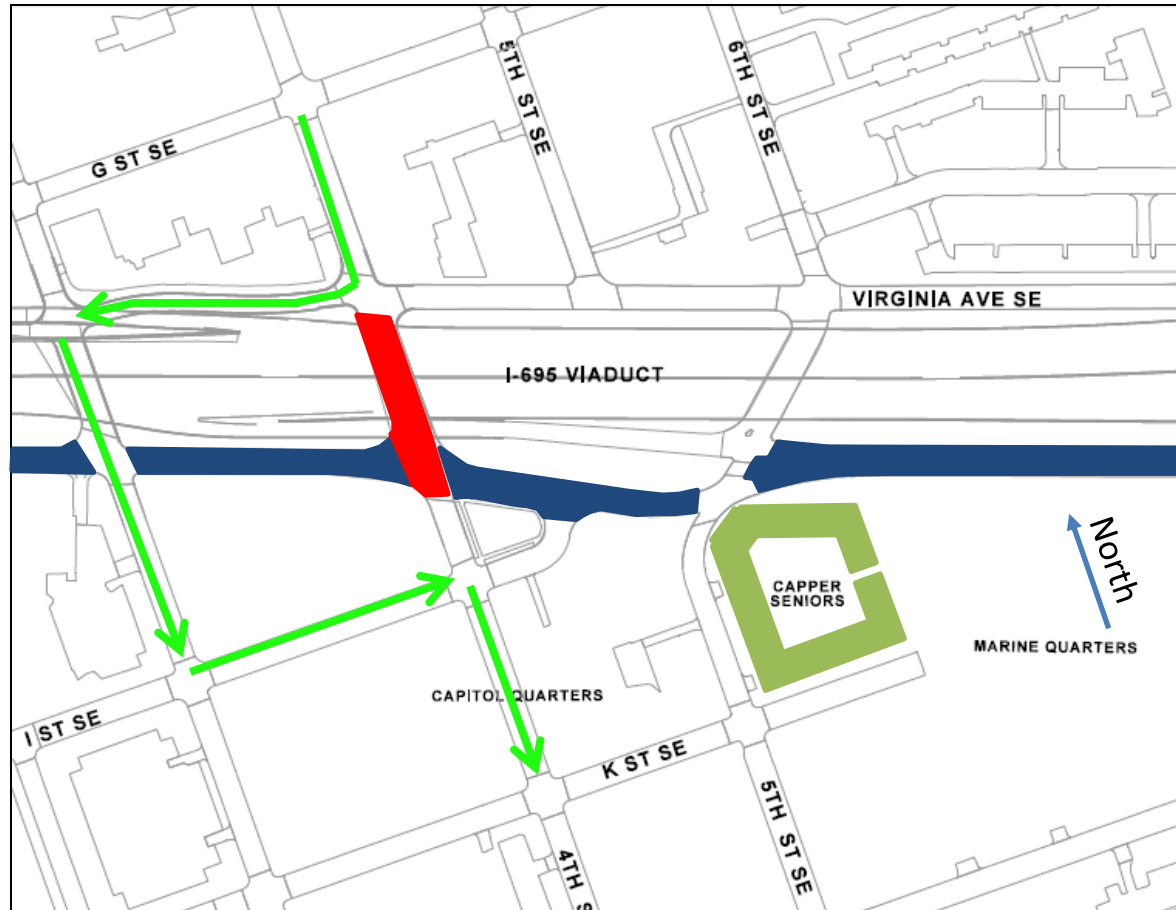 5TH ST SE
6TH ST SE
G ST SE
VIRGINIA AVE SE
I-695 VIADUCT
North
CAPPER
SENIORS
MARINE QUARTERS
CAPITOL QUARTERS
I ST SE
K ST SE
5TH ST SE
4TH S